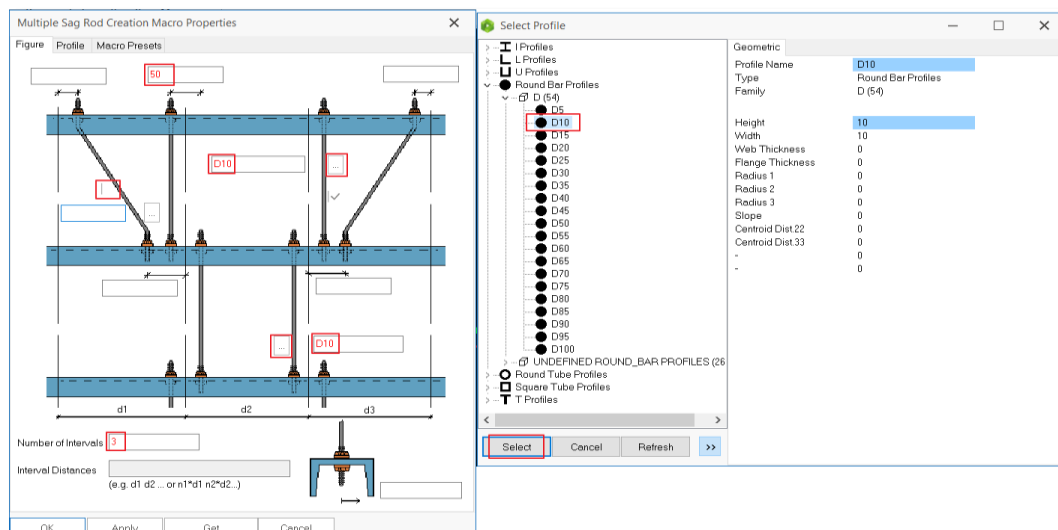 Multiple Sag Rod Creation Macro Properties
Figure Profile Macro Presets
50
D10 ...
...
... D10
d1 d2 d3
Number of Intervals 3
Interval Distances
(e.g. d1 d2 ... or n1*d1 n2*d2...)
OK Apply Get Cancel
Select Profile
I Profiles
L Profiles
U Profiles
Round Bar Profiles
D (54)
D5
D10
D15
D20
D25
D30
D35
D40
D45
D50
D55
D60
D65
D70
D75
D80
D85
D90
D95
D100
UNDEFINED ROUND_BAR PROFILES (26
Round Tube Profiles
Square Tube Profiles
T Profiles
Select Cancel Refresh >>
Geometric
Profile Name D10
Type Round Bar Profiles
Family D (54)
Height 10
Width 10
Web Thickness 0
Flange Thickness 0
Radius 1 0
Radius 2 0
Radius 3 0
Slope 0
Centroid Dist.22 0
Centroid Dist.33 0
- 0
- 0